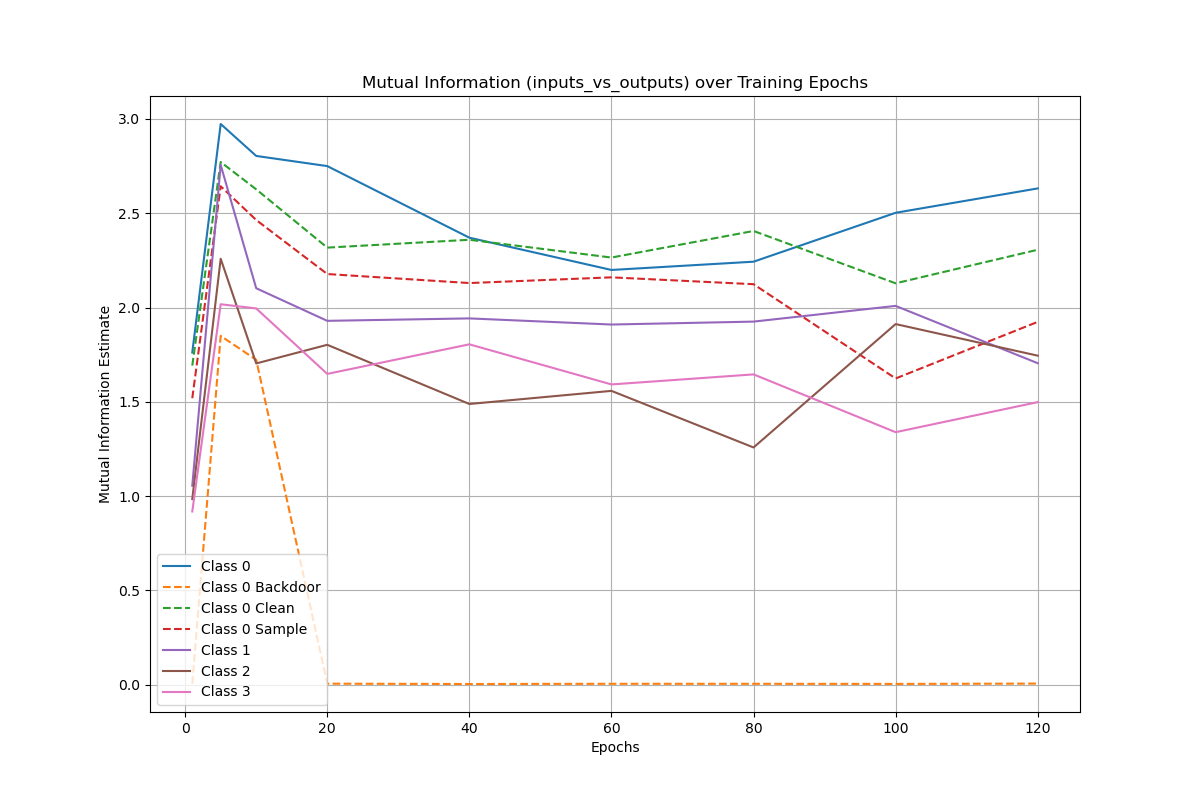 Mutual Information (inputs_vs_outputs) over Training Epochs
Mutual Information Estimate
3.0
2.5
2.0
1.5
1.0
0.5
0.0
Class 0
Class 0 Backdoor
Class 0 Clean
Class 0 Sample
Class 1
Class 2
Class 3
0 20 40 60 80 100 120
Epochs